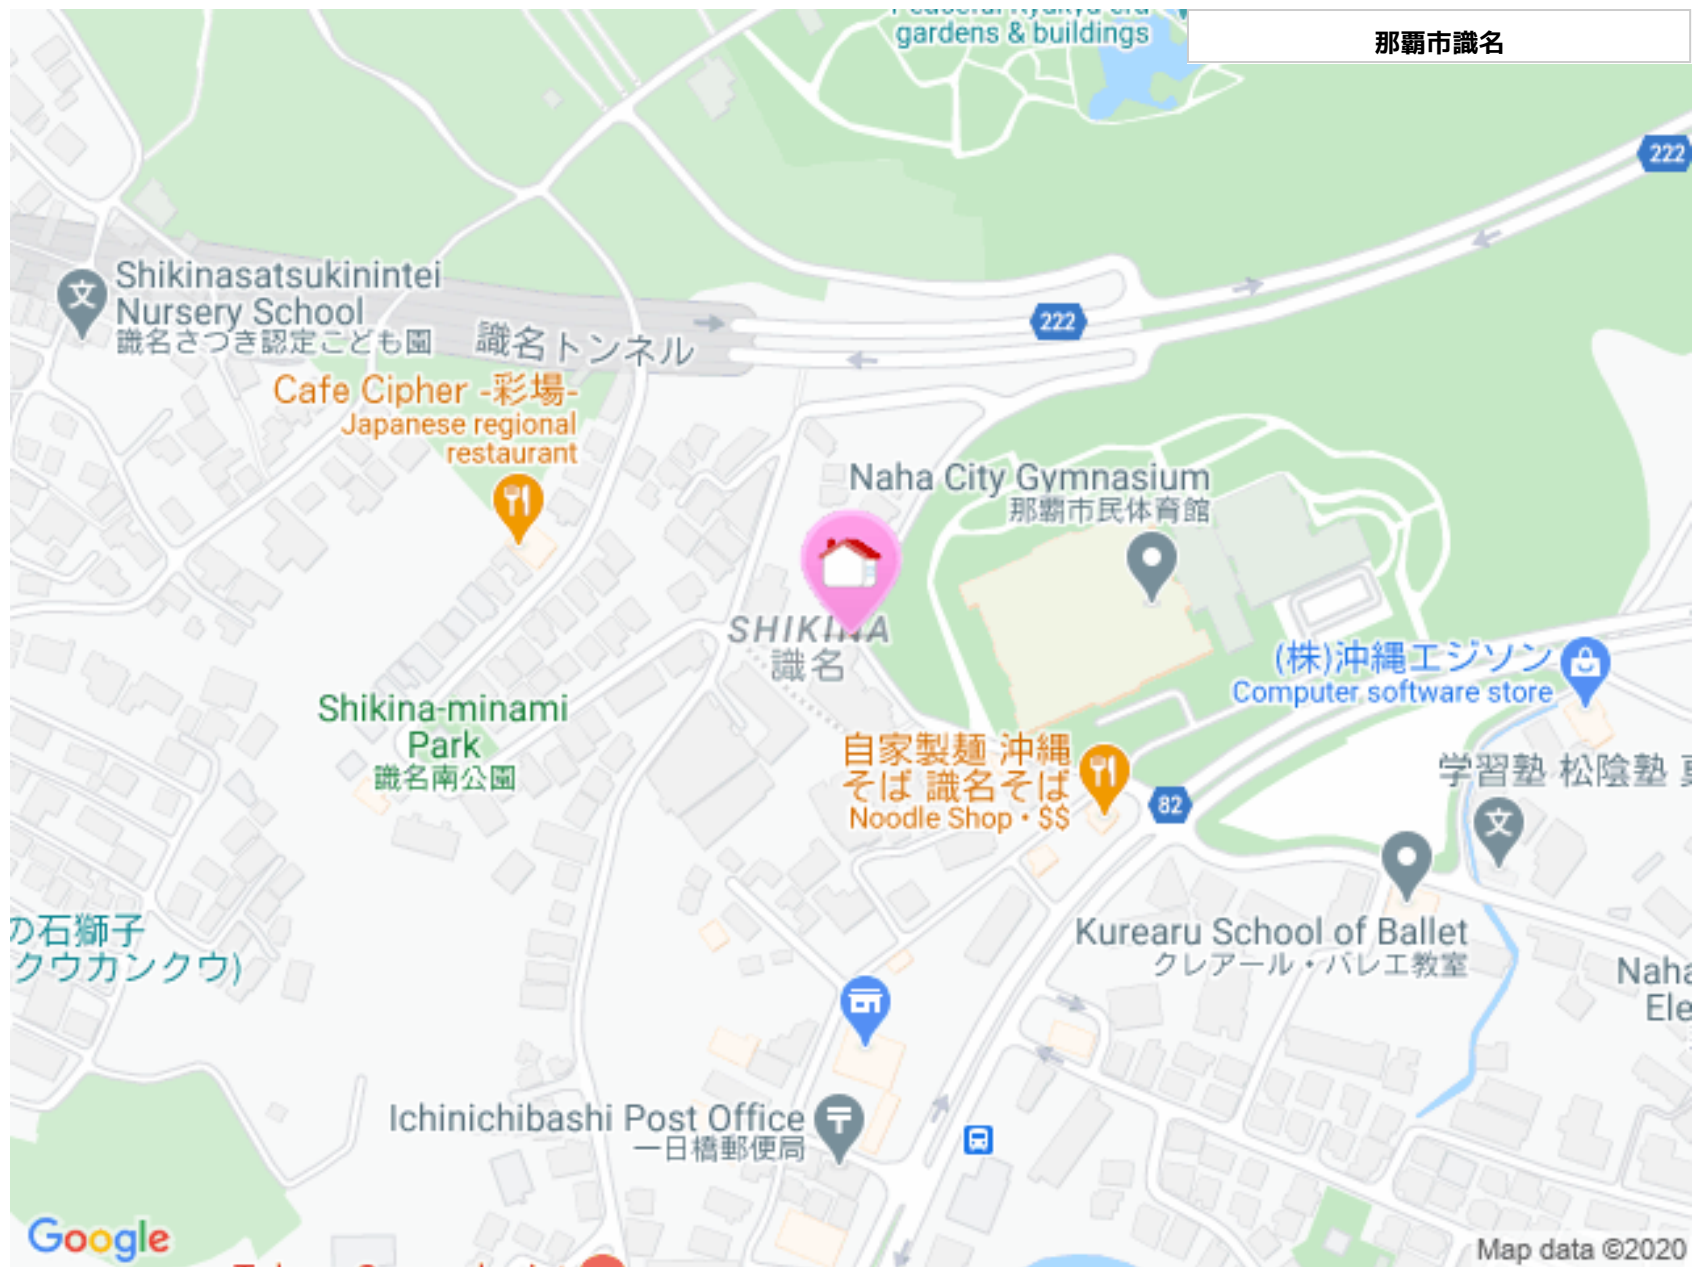 gardens & buildings
那覇市識名
222
Shikinasatsukinintei
Nursery School
識名さつき認定こども園
識名トンネル
222
Cafe Cipher -彩場-
Japanese regional
restaurant
Naha City Gymnasium
那覇市民体育館
SHIKINA
識名
(株)沖縄エジソン
Computer software store
Shikina-minami
Park
識名南公園
自家製麺 沖縄
そば 識名そば
Noodle Shop・$$
82
学習塾 松陰塾
の石獅子
クウカンクウ)
Kurearu School of Ballet
クレアール・バレエ教室
Naha
Ele
Ichinichibashi Post Office
一日橋郵便局
Google
Map data ©2020